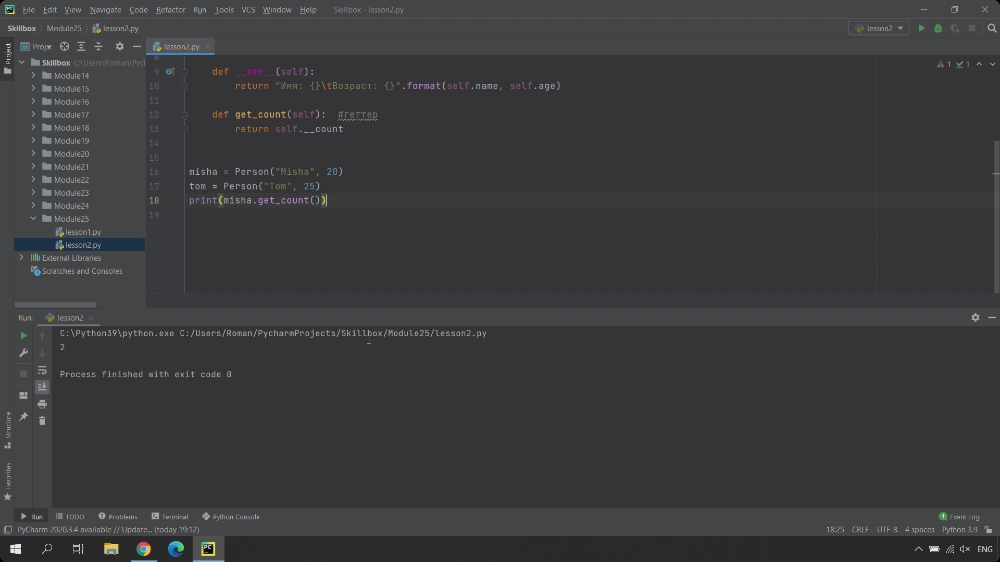 File Edit View Navigate Code Refactor Run Tools VCS Window Help Skillbox - lesson2.py
Skillbox Module25 lesson2.py lesson2
Project
Proj lesson2.py
Skillbox C:\Users\Roman\Pycl
Module14
Module15
Module16
Module17
Module18
Module19
Module20
Module21
Module22
Module23
Module24
Module25
lesson1.py
lesson2.py
External Libraries
Scratches and Consoles
1 1
8
9 def __str__(self):
10 return "Имя: {}\tВозраст: {}".format(self.name, self.age)
11
12 def get_count(self): #геттер
13 return self.__count
14
15
16 misha = Person("Misha", 20)
17 tom = Person("Tom", 25)
18 print(misha.get_count())
19
Run: lesson2
C:\Python39\python.exe C:/Users/Roman/PycharmProjects/Skillbox/Module25/lesson2.py
2
Process finished with exit code 0
Structure
Favorites
Run TODO Problems Terminal Python Console 1 Event Log
PyCharm 2020.3.4 available // Update... (today 19:12) 18:25 CRLF UTF-8 4 spaces Python 3.9
PC ENG